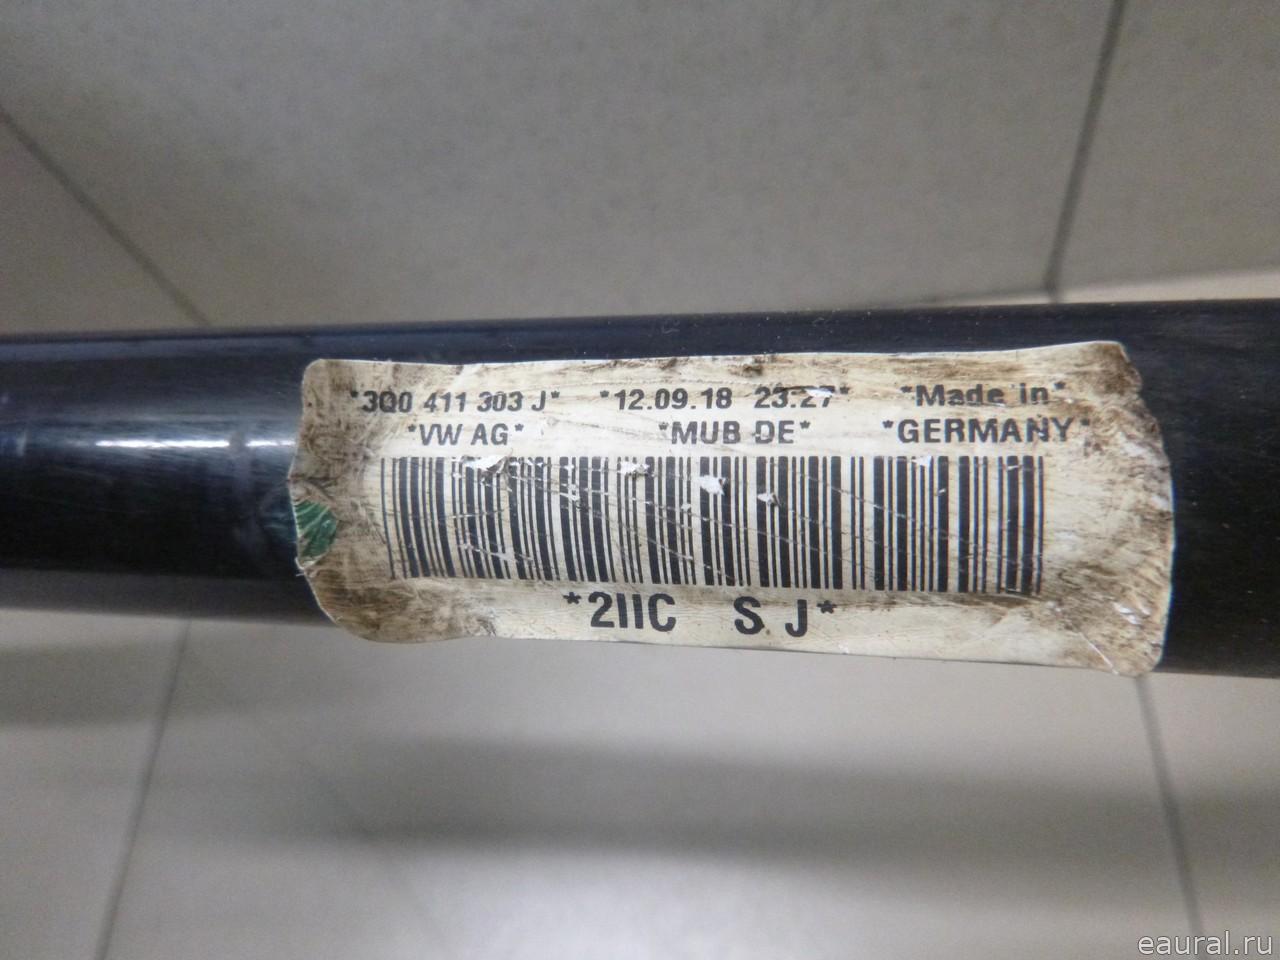 *3Q0 411 303 J* *12.09.18 23:27* *Made in*
*VW AG* *MUB DE* *GERMANY*
*2IIC S J*
eaural.ru